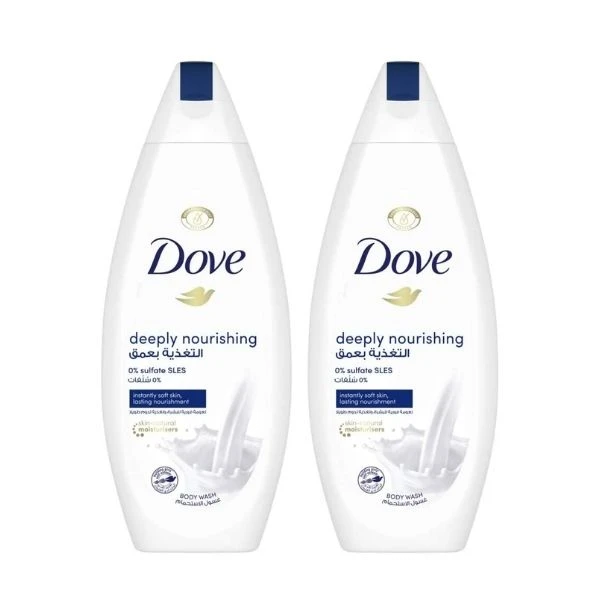 Dove
deeply nourishing
التغذية بعمق
0% sulfate SLES
0% سَلْفات
instantly soft skin,
lasting nourishment
skin-natural
moisturisers
BODY WASH
غسول الاستحمام
Dove
deeply nourishing
التغذية بعمق
0% sulfate SLES
0% سَلْفات
instantly soft skin,
lasting nourishment
skin-natural
moisturisers
BODY WASH
غسول الاستحمام